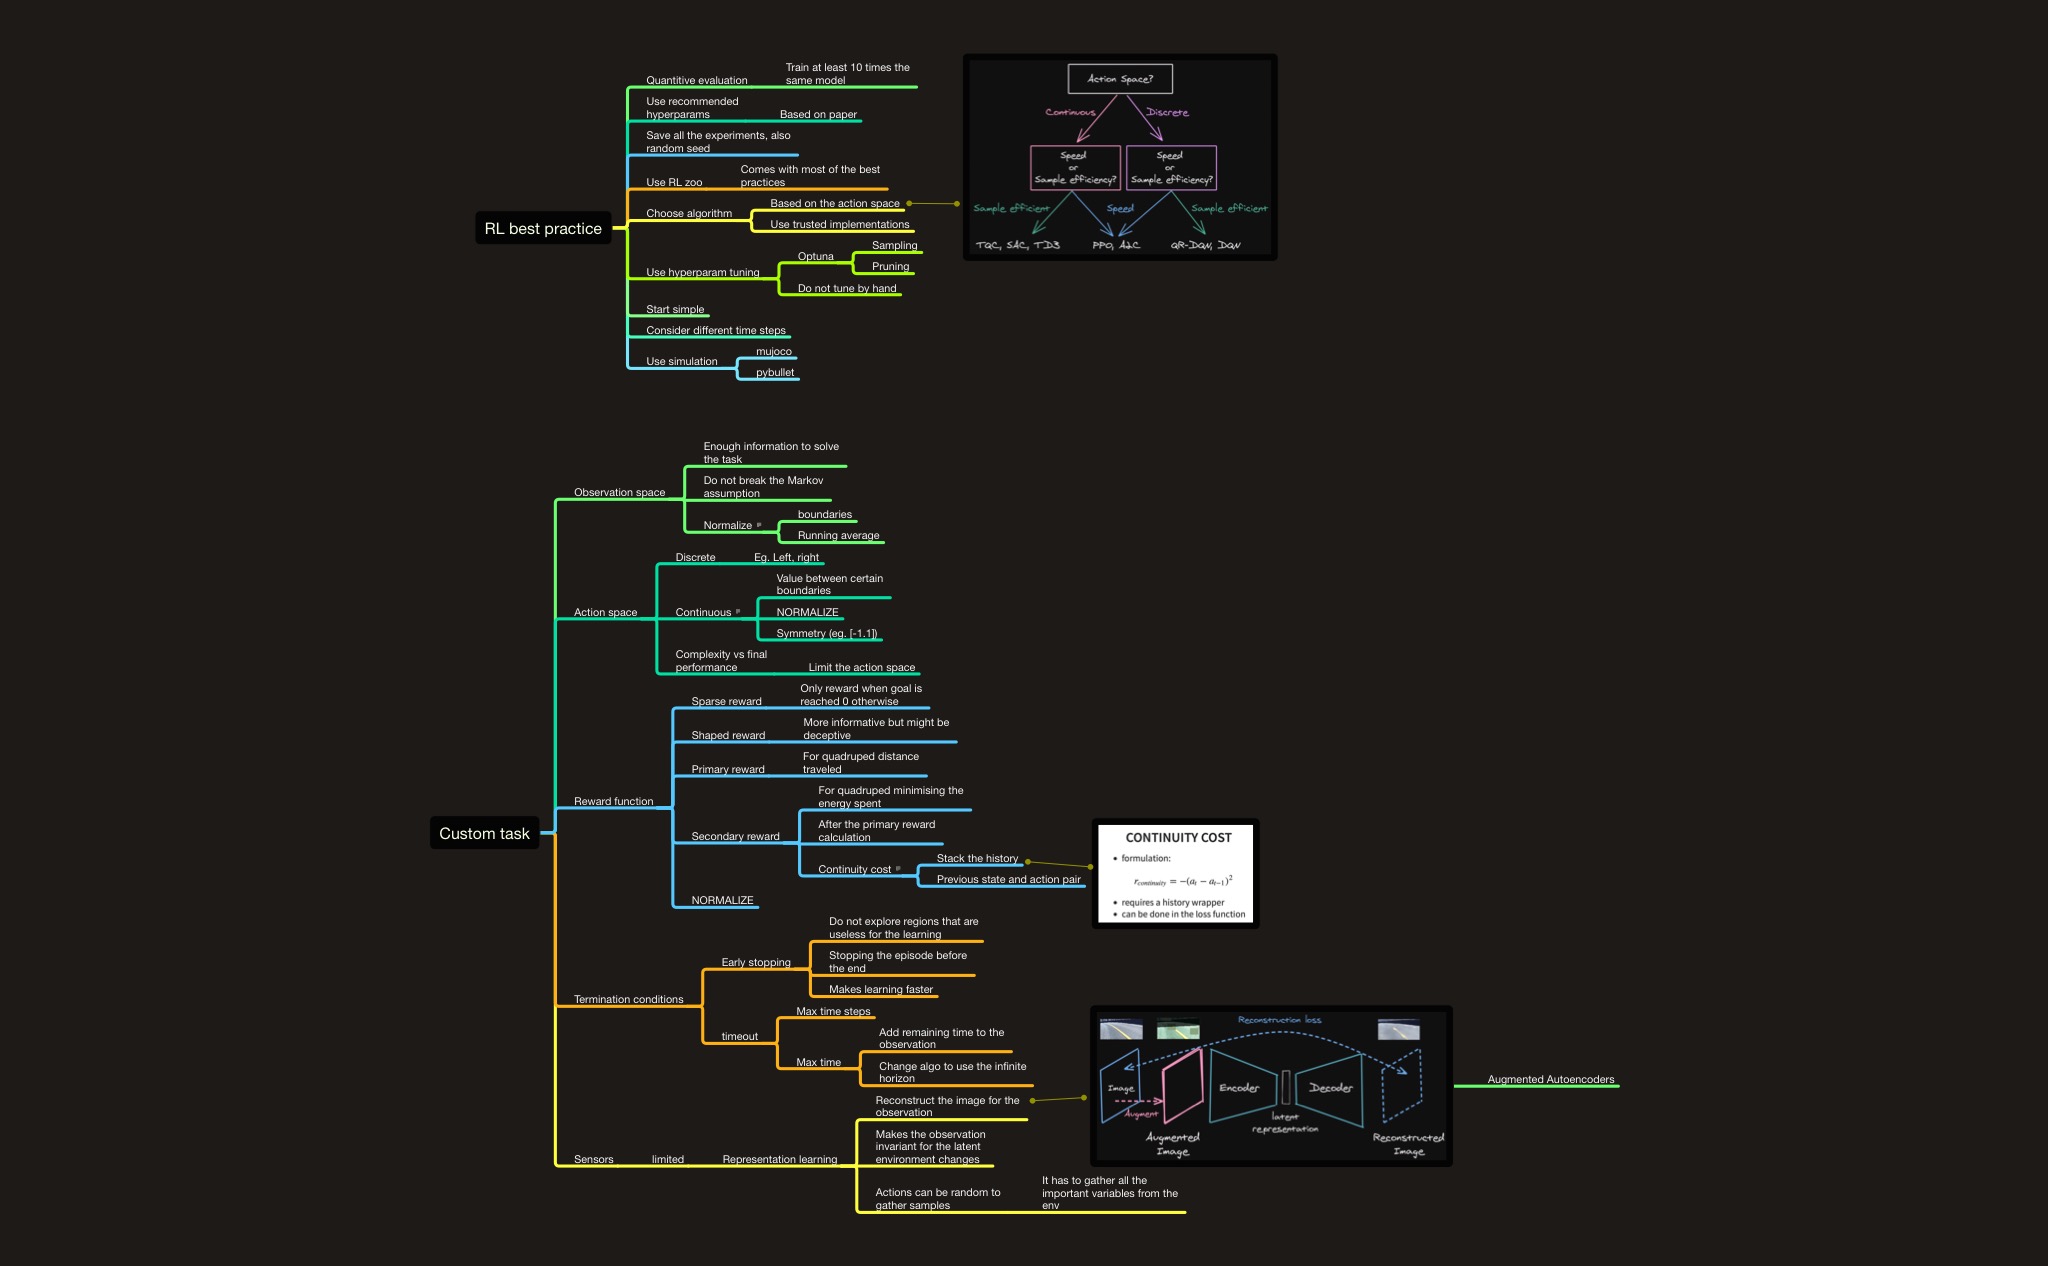 RL best practice
Quantitive evaluation
Train at least 10 times the
same model
Use recommended
hyperparams
Based on paper
Save all the experiments, also
random seed
Use RL zoo
Comes with most of the best
practices
Choose algorithm
Based on the action space
Use trusted implementations
Use hyperparam tuning
Optuna
Sampling
Pruning
Do not tune by hand
Start simple
Consider different time steps
Use simulation
mujoco
pybullet
Action Space?
Continuous
Discrete
Speed
or
Sample efficiency?
Speed
or
Sample efficiency?
Sample efficient
Speed
Sample efficient
TQC, SAC, TD3
PPO, A2C
QR-DQN, DQN
Custom task
Observation space
Enough information to solve
the task
Do not break the Markov
assumption
Normalize
boundaries
Running average
Action space
Discrete
Eg. Left, right
Continuous
Value between certain
boundaries
NORMALIZE
Symmetry (eg. [-1.1])
Complexity vs final
performance
Limit the action space
Reward function
Sparse reward
Only reward when goal is
reached 0 otherwise
Shaped reward
More informative but might be
deceptive
Primary reward
For quadruped distance
traveled
Secondary reward
For quadruped minimising the
energy spent
After the primary reward
calculation
Continuity cost
Stack the history
Previous state and action pair
NORMALIZE
CONTINUITY COST
• formulation:
r_continuity = −(a_t − a_{t−1})²
• requires a history wrapper
• can be done in the loss function
Termination conditions
Early stopping
Do not explore regions that are
useless for the learning
Stopping the episode before
the end
Makes learning faster
timeout
Max time steps
Max time
Add remaining time to the
observation
Change algo to use the infinite
horizon
Sensors
limited
Representation learning
Reconstruct the image for the
observation
Makes the observation
invariant for the latent
environment changes
Actions can be random to
gather samples
It has to gather all the
important variables from the
env
Reconstruction loss
Image
Augment
Augmented
Image
Encoder
latent
representation
Decoder
Reconstructed
Image
Augmented Autoencoders